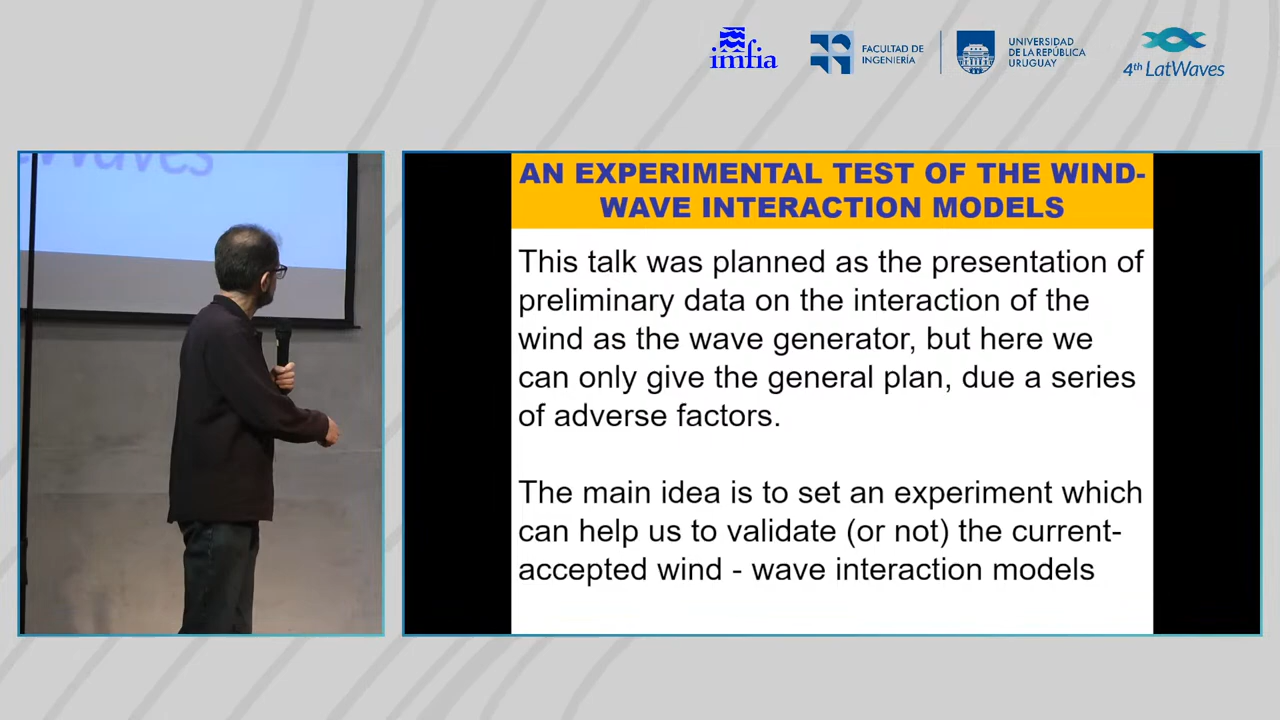 imfia
FACULTAD DE
INGENIERÍA
UNIVERSIDAD
DE LA REPÚBLICA
URUGUAY
4th LatWaves
Waves
AN EXPERIMENTAL TEST OF THE WIND-
WAVE INTERACTION MODELS
This talk was planned as the presentation of
preliminary data on the interaction of the
wind as the wave generator, but here we
can only give the general plan, due a series
of adverse factors.
The main idea is to set an experiment which
can help us to validate (or not) the current-
accepted wind - wave interaction models